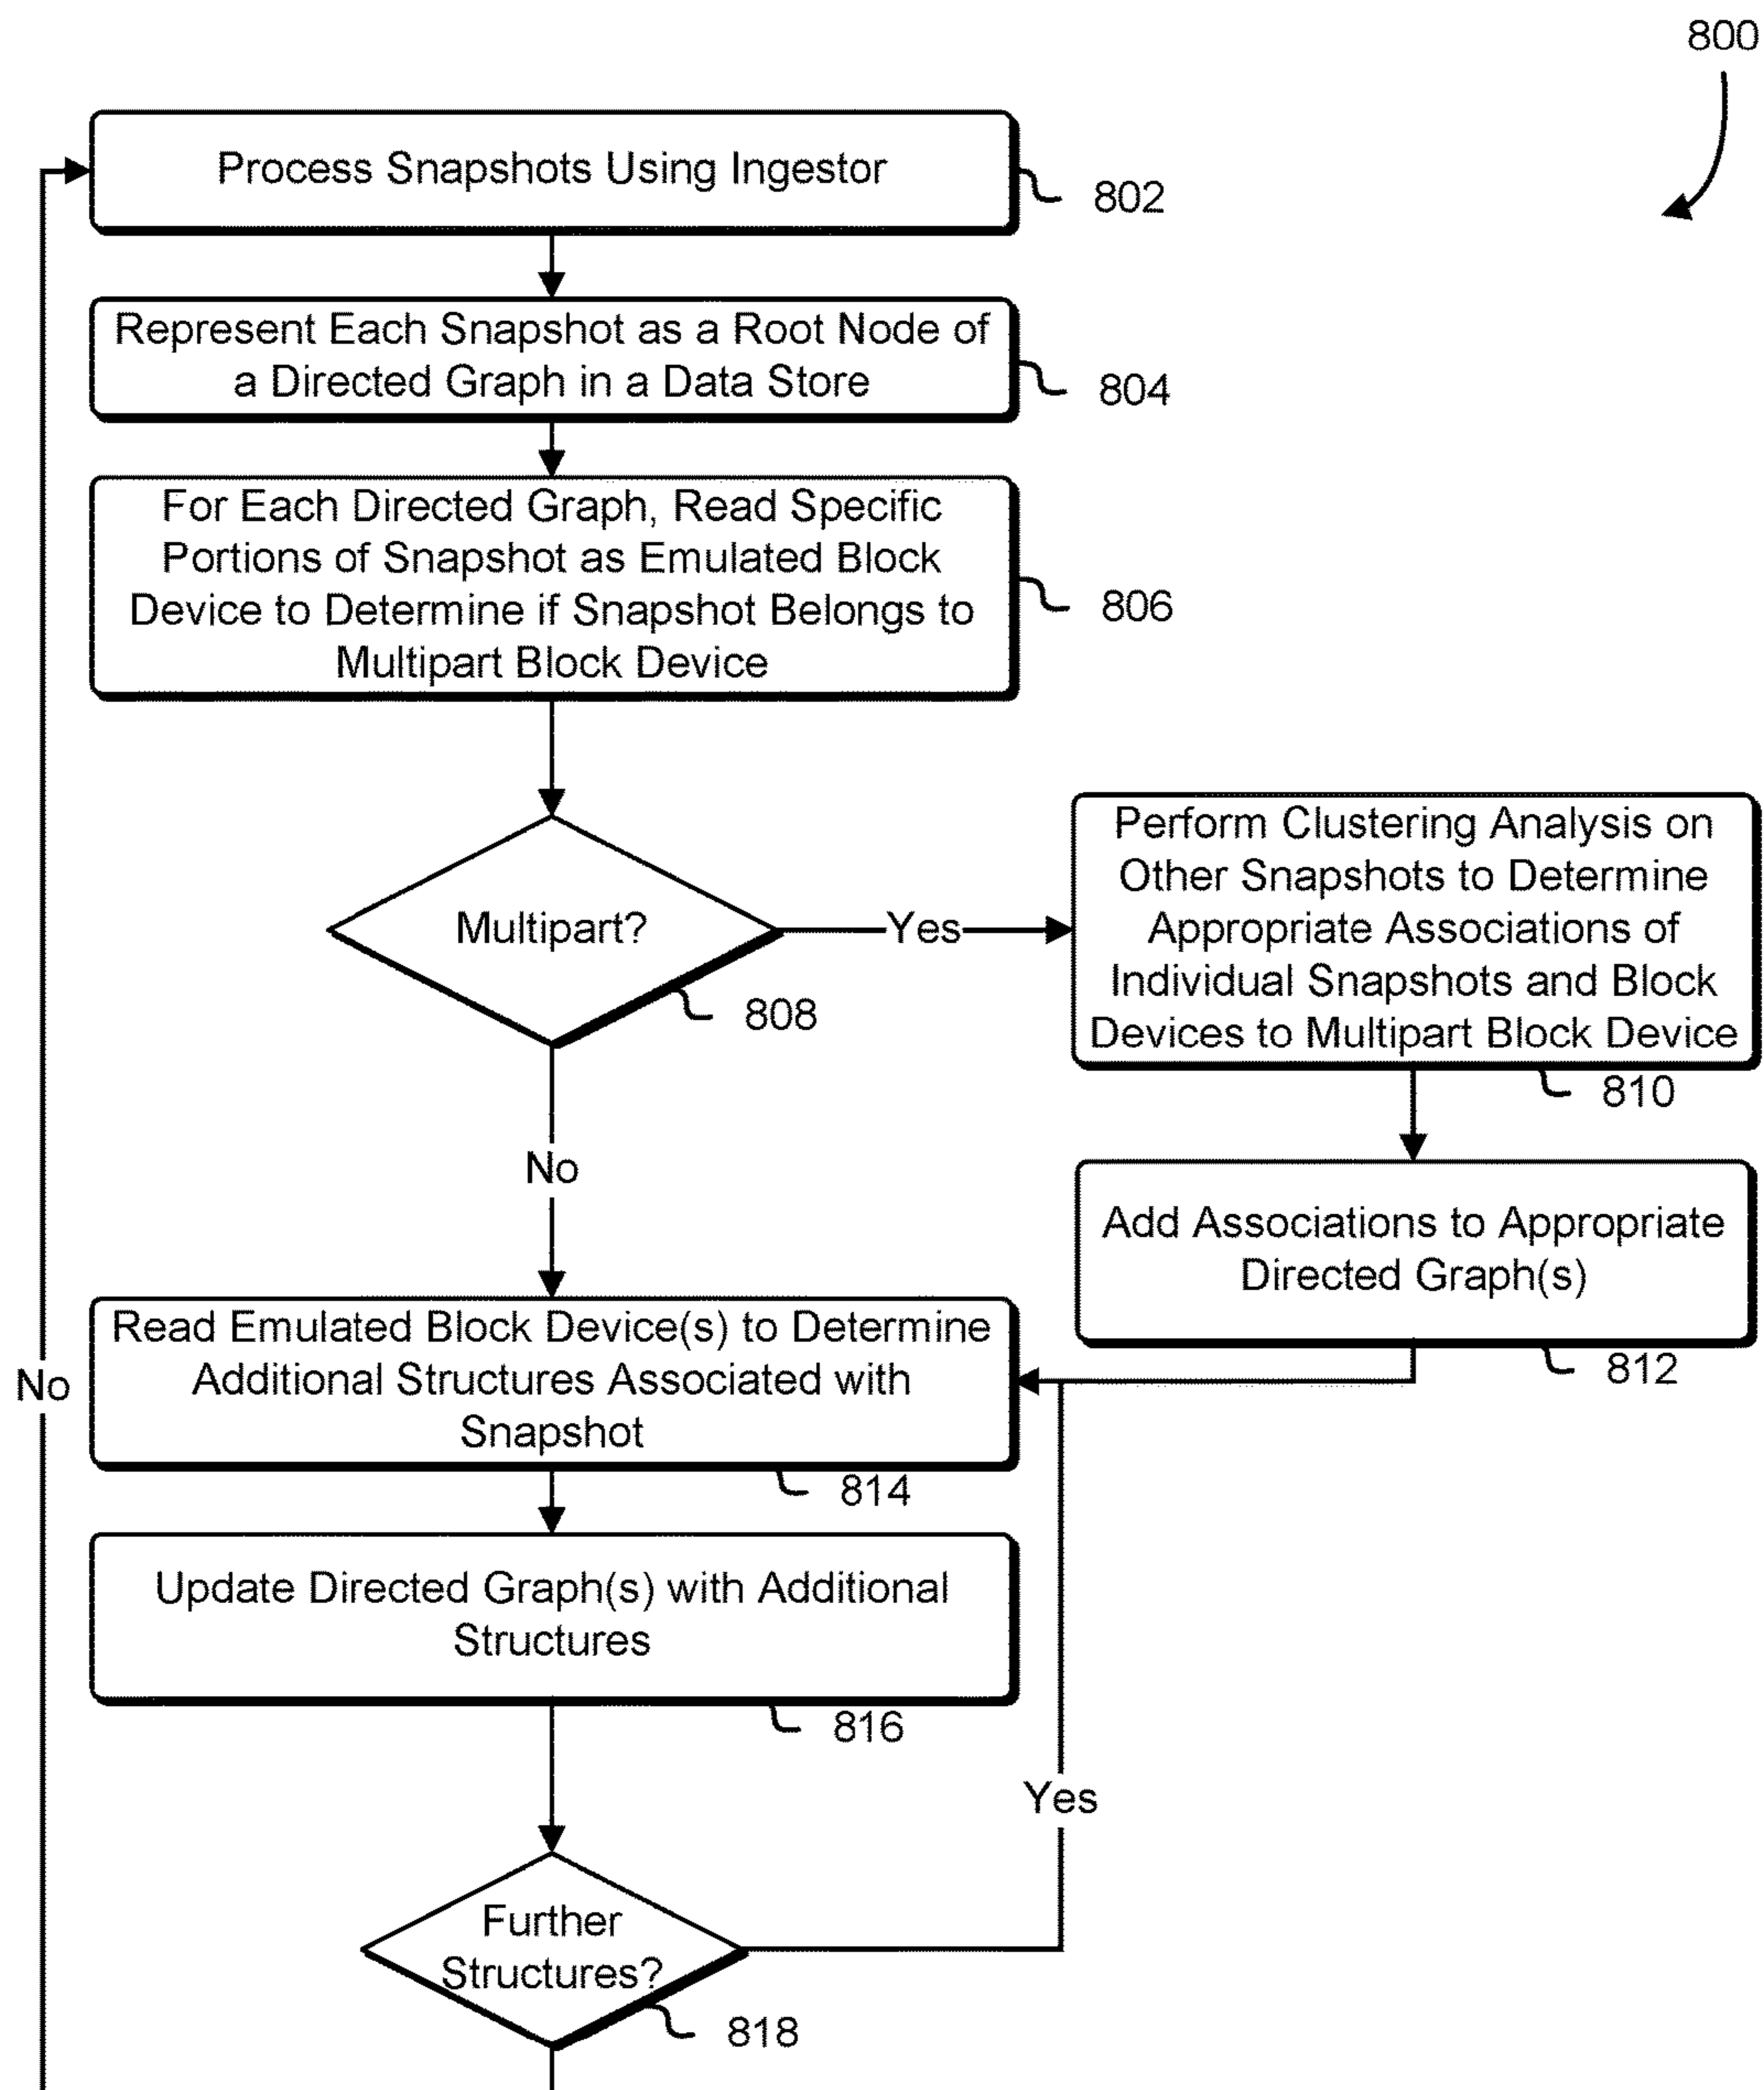 800
Process Snapshots Using Ingestor
802
Represent Each Snapshot as a Root Node of
a Directed Graph in a Data Store
804
For Each Directed Graph, Read Specific
Portions of Snapshot as Emulated Block
Device to Determine if Snapshot Belongs to
Multipart Block Device
806
Multipart?
808
Yes
Perform Clustering Analysis on
Other Snapshots to Determine
Appropriate Associations of
Individual Snapshots and Block
Devices to Multipart Block Device
810
No
Add Associations to Appropriate
Directed Graph(s)
812
Read Emulated Block Device(s) to Determine
Additional Structures Associated with
Snapshot
814
No
Update Directed Graph(s) with Additional
Structures
816
Yes
Further
Structures?
818